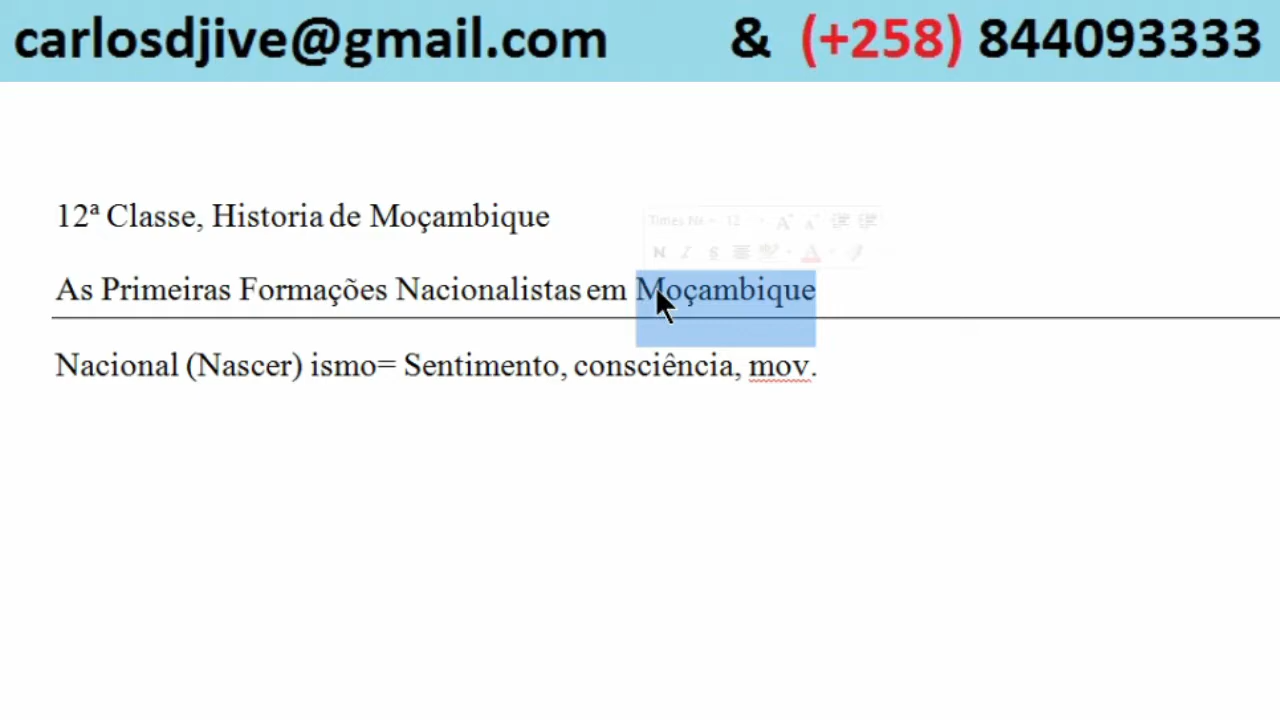 carlosdjive@gmail.com & (+258) 844093333
12ª Classe, Historia de Moçambique
12
N I S A
As Primeiras Formações Nacionalistas em Moçambique
Nacional (Nascer) ismo= Sentimento, consciência, mov.